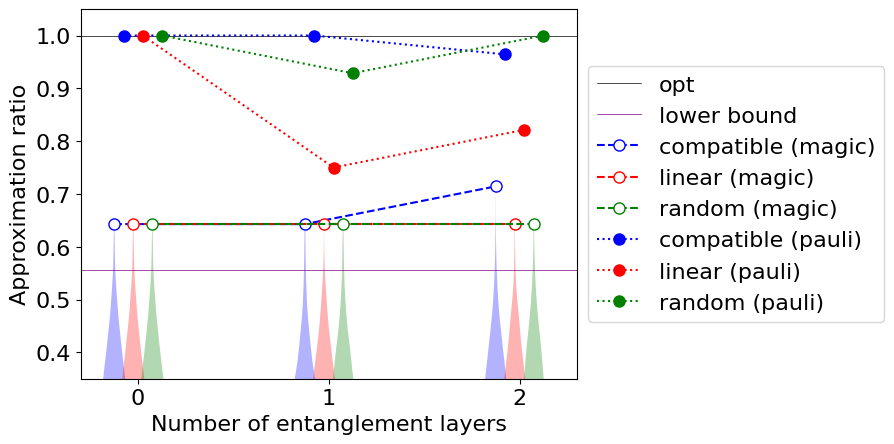 1.0
0.9
0.8
0.7
0.6
0.5
0.4
Approximation ratio
0 1 2
Number of entanglement layers
opt
lower bound
compatible (magic)
linear (magic)
random (magic)
compatible (pauli)
linear (pauli)
random (pauli)